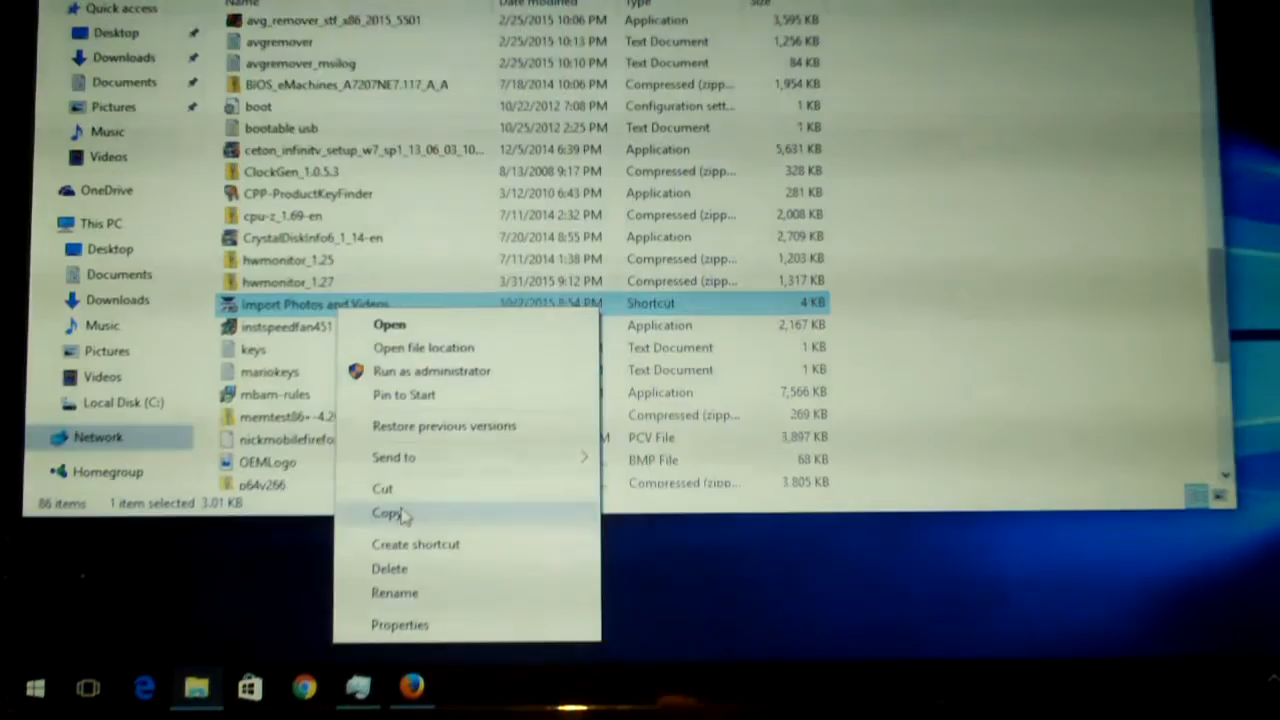 Quick access
Name Date modified Type Size
avg_remover_stf_x86_2015_5501 2/25/2015 10:06 PM Application 3,595 KB
Desktop
avgremover 2/25/2015 10:13 PM Text Document 1,256 KB
Downloads
avgremover_msilog 2/25/2015 10:10 PM Text Document 84 KB
Documents
BIOS_eMachines_A7207NE7.117_A_A 7/18/2014 10:06 PM Compressed (zipp... 1,954 KB
Pictures
boot 10/22/2012 7:08 PM Configuration sett... 1 KB
Music
bootable usb 10/25/2012 2:25 PM Text Document 1 KB
Videos
ceton_infinitv_setup_w7_sp1_13_06_03_10... 12/5/2014 6:39 PM Application 5,631 KB
ClockGen_1.0.5.3 8/13/2008 9:17 PM Compressed (zipp... 328 KB
OneDrive
CPP-ProductKeyFinder 3/12/2010 6:43 PM Application 281 KB
cpu-z_1.69-en 7/11/2014 2:32 PM Compressed (zipp... 2,008 KB
This PC
CrystalDiskInfo6_1_14-en 7/20/2014 8:55 PM Application 2,709 KB
Desktop
hwmonitor_1.25 7/11/2014 1:38 PM Compressed (zipp... 1,203 KB
Documents
hwmonitor_1.27 3/31/2015 9:12 PM Compressed (zipp... 1,317 KB
Downloads
Import Photos and Videos 10/2/2015 8:54 PM Shortcut 4 KB
Music
instspeedfan451 Application 2,167 KB
Pictures
keys Text Document 1 KB
Videos
mariokeys Text Document 1 KB
Local Disk (C:)
mbam-rules Application 7,566 KB
memtest86+-4.20 Compressed (zipp... 269 KB
Network
nickmobilefirefo M PCV File 3,897 KB
OEMLogo BMP File 68 KB
Homegroup
p64v266 Compressed (zipp... 3,805 KB
86 items 1 item selected 3.01 KB
Open
Open file location
Run as administrator
Pin to Start
Restore previous versions
Send to
Cut
Copy
Create shortcut
Delete
Rename
Properties